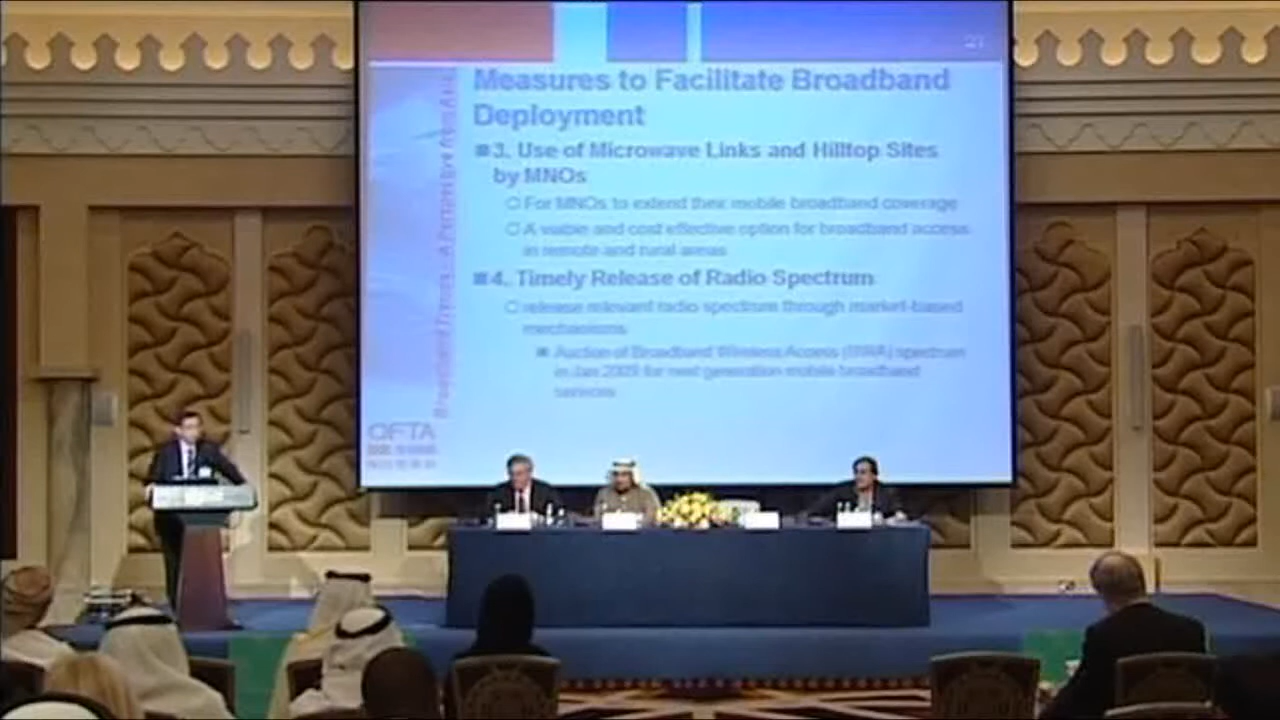 21
Measures to Facilitate Broadband
Deployment
3. Use of Microwave Links and Hilltop Sites
by MNOs
For MNOs to extend their mobile broadband coverage
A viable and cost effective option for broadband access
in remote and rural areas
4. Timely Release of Radio Spectrum
release relevant radio spectrum through market-based
mechanisms
Auction of Broadband Wireless Access (BWA) spectrum
in Jan 2009 for next generation mobile broadband
services
OFTA